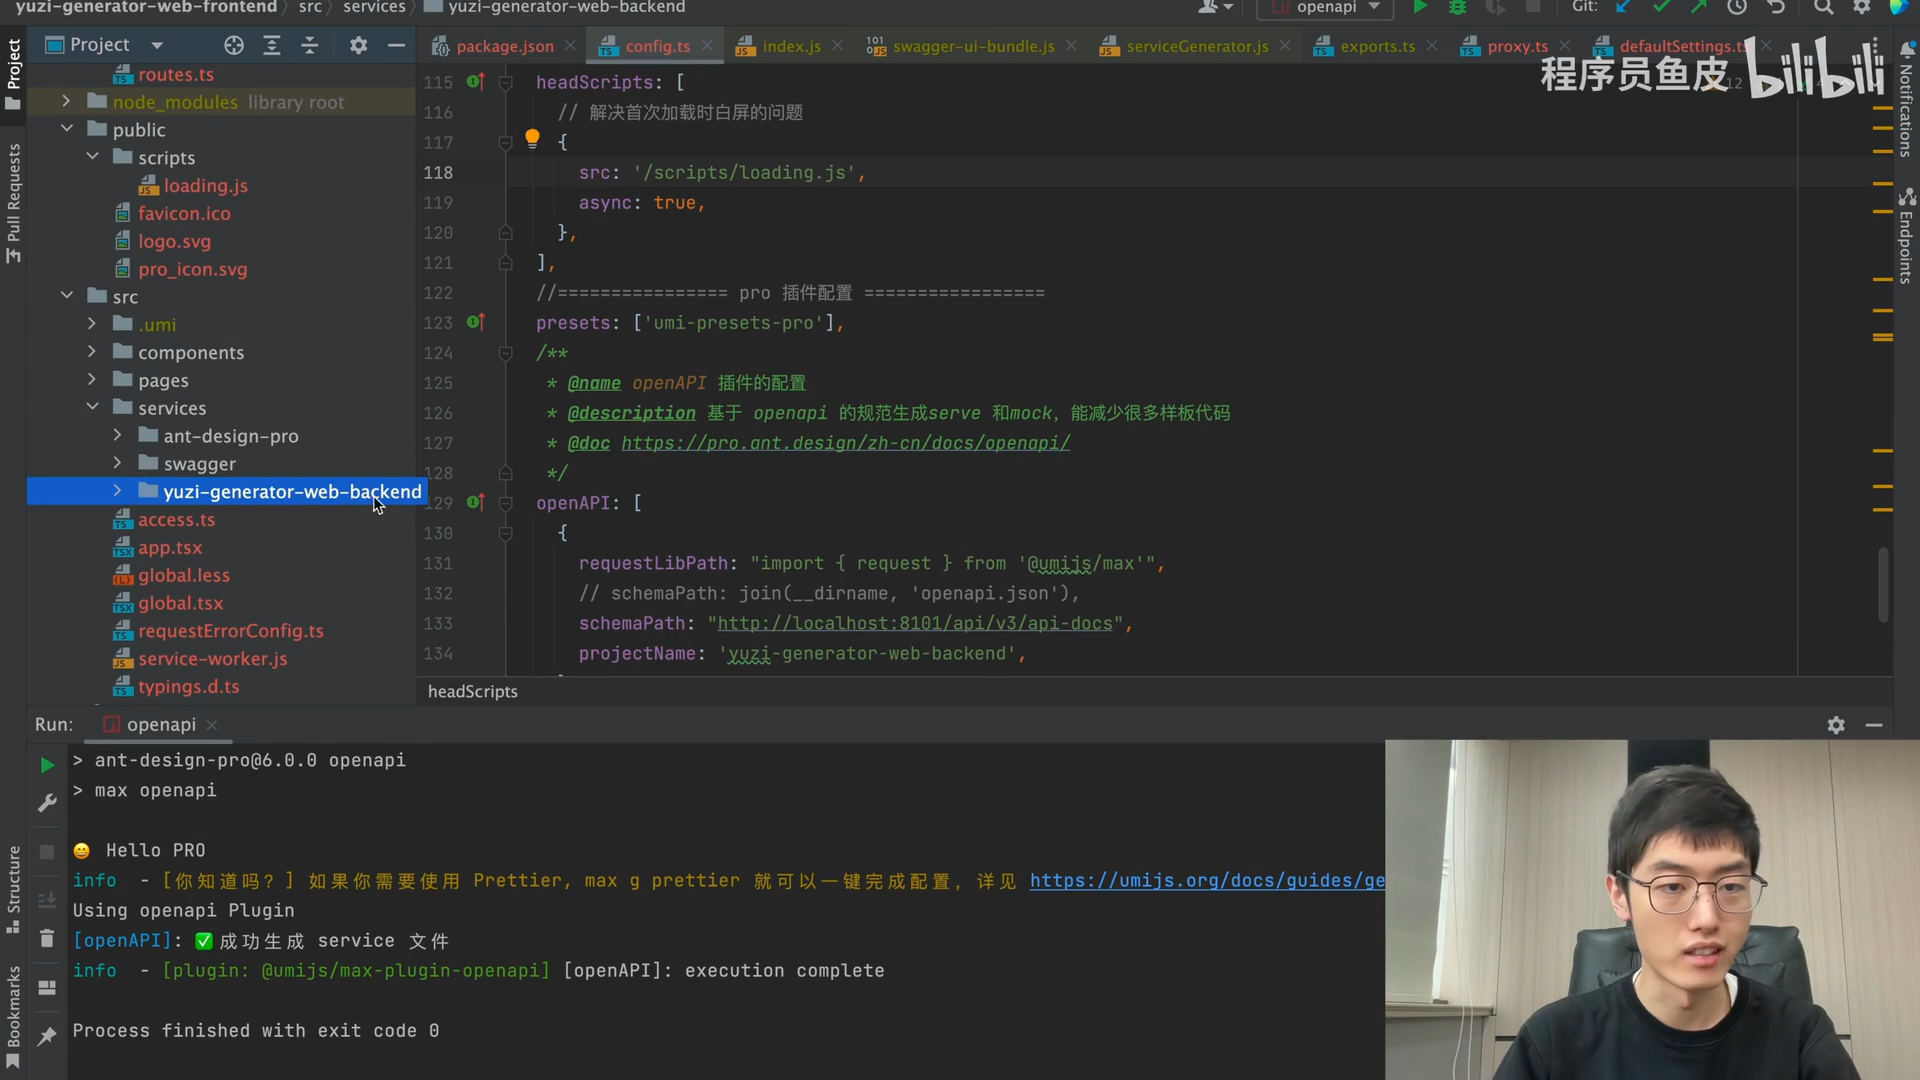 yuzi-generator-web-frontend > src > services > yuzi-generator-web-backend
openapi
Git:
Project
package.json
config.ts
index.js
swagger-ui-bundle.js
serviceGenerator.js
exports.ts
proxy.ts
defaultSettings.ts
程序员鱼皮 bilibili
12
Project
Pull Requests
Structure
Bookmarks
Notifications
Endpoints
routes.ts
node_modules library root
public
scripts
loading.js
favicon.ico
logo.svg
pro_icon.svg
src
.umi
components
pages
services
ant-design-pro
swagger
yuzi-generator-web-backend
access.ts
app.tsx
global.less
global.tsx
requestErrorConfig.ts
service-worker.js
typings.d.ts
115 headScripts: [
116 // 解决首次加载时白屏的问题
117 {
118 src: '/scripts/loading.js',
119 async: true,
120 },
121 ],
122 //================ pro 插件配置 =================
123 presets: ['umi-presets-pro'],
124 /**
125 * @name openAPI 插件的配置
126 * @description 基于 openapi 的规范生成serve 和mock，能减少很多样板代码
127 * @doc https://pro.ant.design/zh-cn/docs/openapi/
128 */
129 openAPI: [
130 {
131 requestLibPath: "import { request } from '@umijs/max'",
132 // schemaPath: join(__dirname, 'openapi.json'),
133 schemaPath: "http://localhost:8101/api/v3/api-docs",
134 projectName: 'yuzi-generator-web-backend',
headScripts
Run: openapi
> ant-design-pro@6.0.0 openapi
> max openapi
😄 Hello PRO
info - [你知道吗？] 如果你需要使用 Prettier, max g prettier 就可以一键完成配置，详见 https://umijs.org/docs/guides/ge
Using openapi Plugin
[openAPI]: ✅成功生成 service 文件
info - [plugin: @umijs/max-plugin-openapi] [openAPI]: execution complete
Process finished with exit code 0